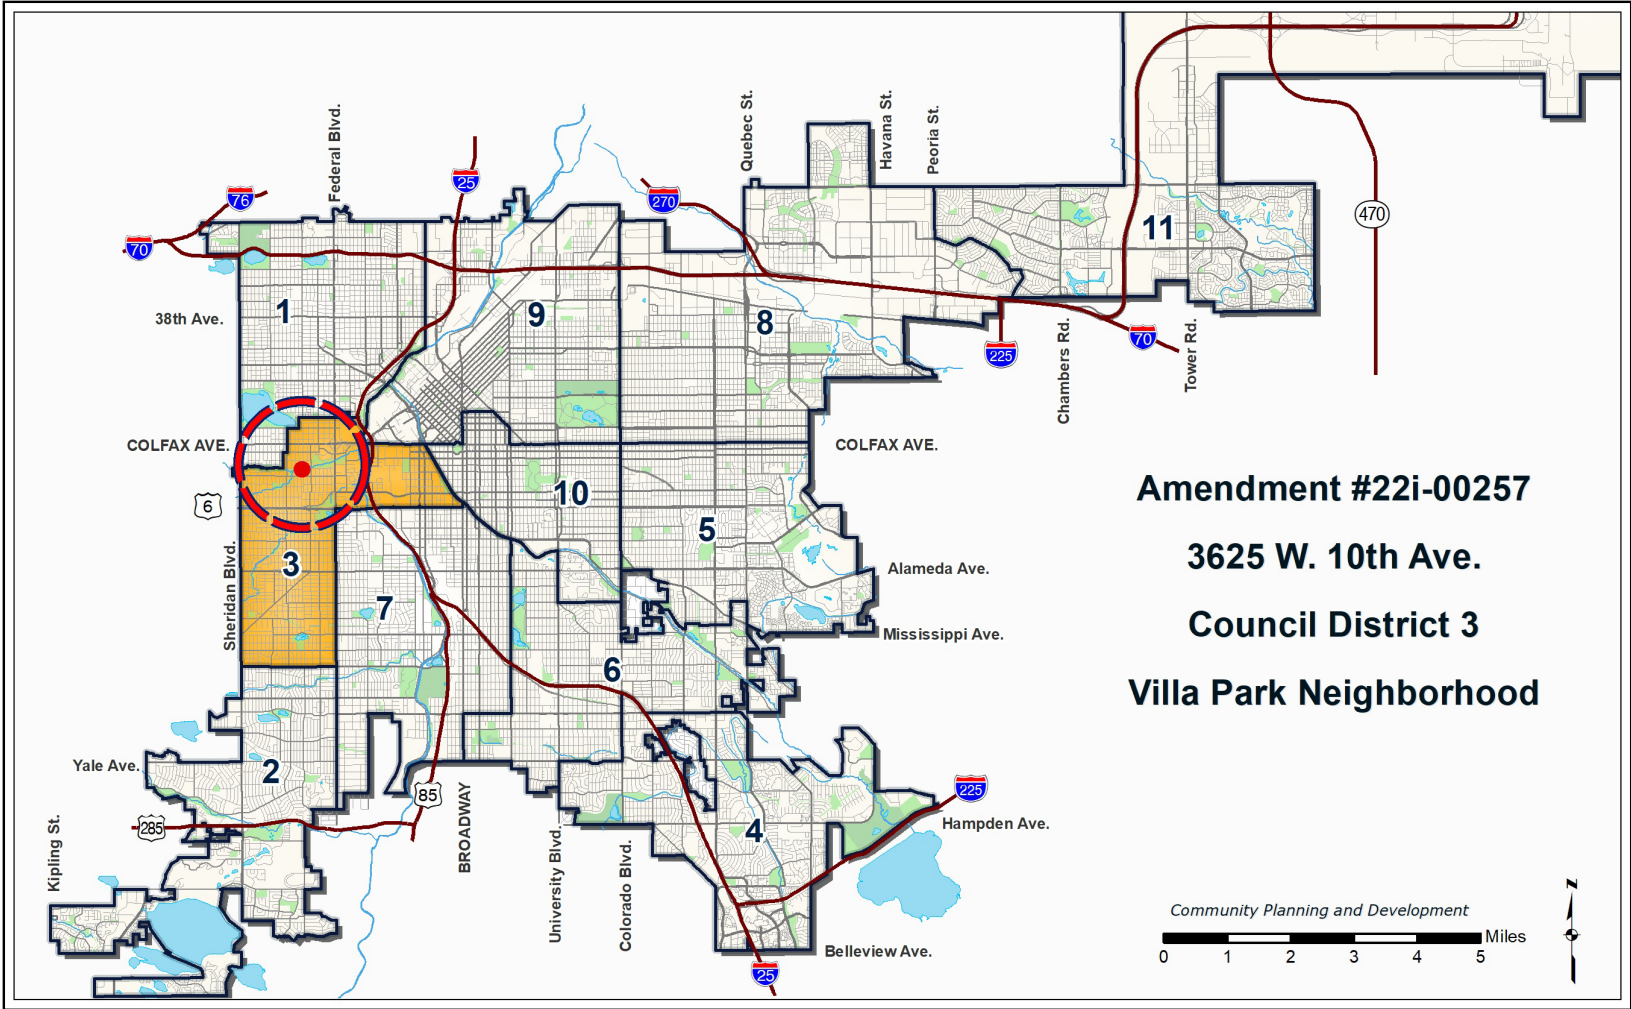 Federal Blvd.
Quebec St.
Havana St.
Peoria St.
76
25
270
70
470
11
38th Ave.
1
9
8
225
70
Chambers Rd.
Tower Rd.
COLFAX AVE.
COLFAX AVE.
6
10
5
3
Sheridan Blvd.
Alameda Ave.
7
Mississippi Ave.
6
Yale Ave.
2
85
285
BROADWAY
Kipling St.
University Blvd.
Colorado Blvd.
4
225
Hampden Ave.
Belleview Ave.
25
Amendment #22i-00257
3625 W. 10th Ave.
Council District 3
Villa Park Neighborhood
Community Planning and Development
Miles
0 1 2 3 4 5
Z